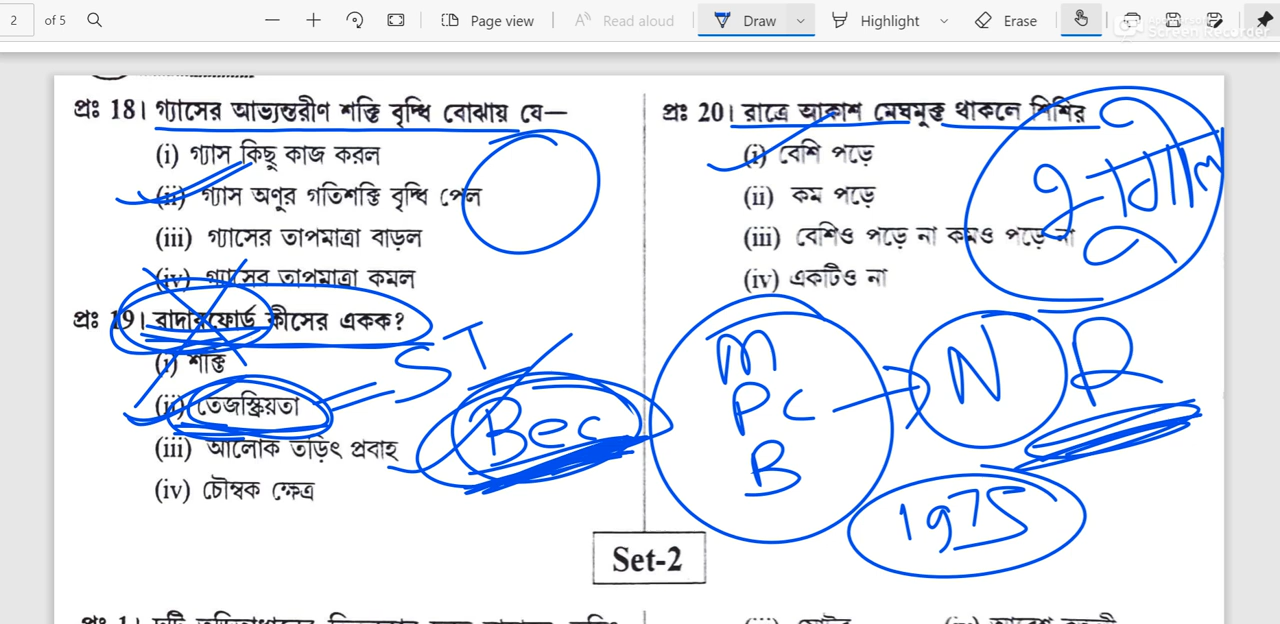 2 of 5 Page view Read aloud Draw Highlight Erase
Screen Recorder
প্রঃ 18। গ্যাসের আভ্যন্তরীণ শক্তি বৃদ্ধি বোঝায় যে—
(i) গ্যাস কিছু কাজ করল
(ii) গ্যাস অণুর গতিশক্তি বৃদ্ধি পেল
(iii) গ্যাসের তাপমাত্রা বাড়ল
(iv) গ্যাসের তাপমাত্রা কমল
প্রঃ 19। রাদারফোর্ড কীসের একক?
(i) শক্তি
(ii) তেজস্ক্রিয়তা
(iii) আলোক তড়িৎ প্রবাহ
(iv) চৌম্বক ক্ষেত্র
ST
Bec
প্রঃ 20। রাত্রে আকাশ মেঘমুক্ত থাকলে শিশির
(i) বেশি পড়ে
(ii) কম পড়ে
(iii) বেশিও পড়ে না কমও পড়ে না
(iv) একটিও না
M
PC
B
N
R
1975
Set-2